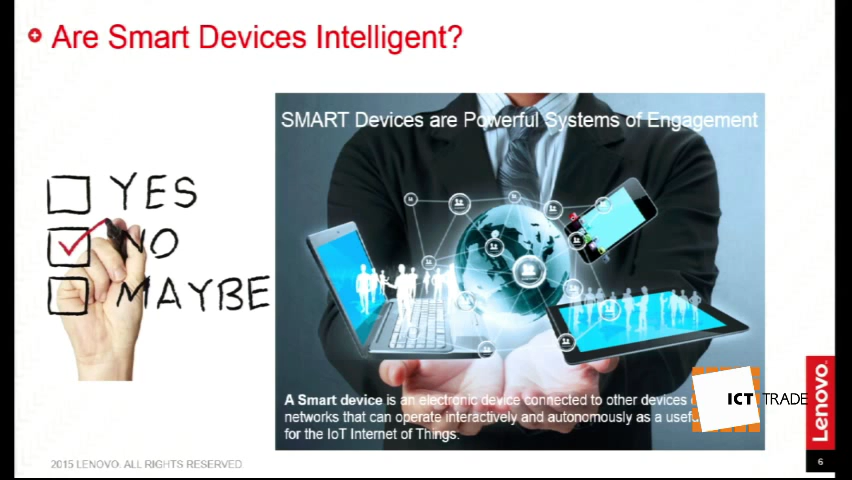 Are Smart Devices Intelligent?
SMART Devices are Powerful Systems of Engagement
YES
NO
MAYBE
A Smart device is an electronic device connected to other devices
networks that can operate interactively and autonomously as a
for the IoT Internet of Things.
ICT TRADE
Lenovo.
2015 LENOVO. ALL RIGHTS RESERVED
6